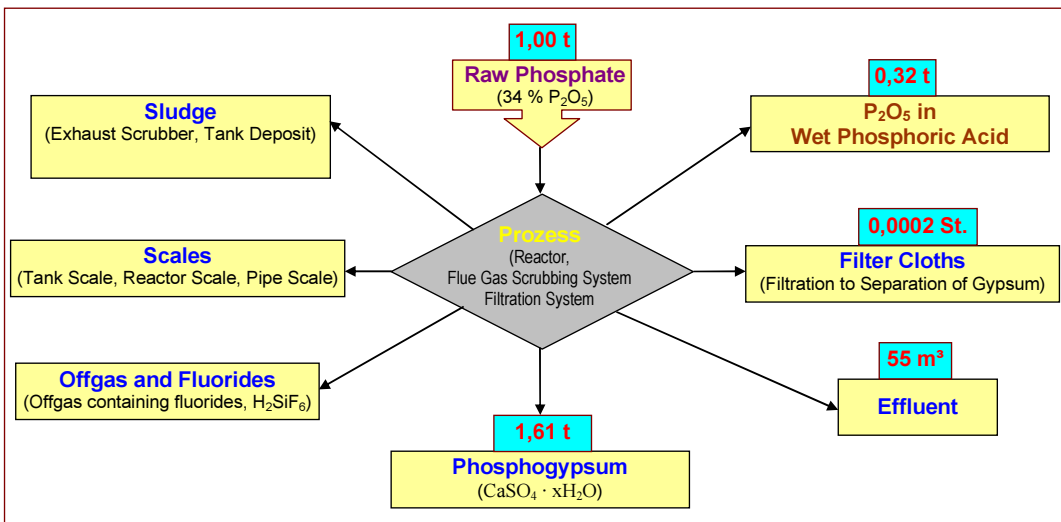 1,00 t
Raw Phosphate
(34 % P₂O₅)
0,32 t
P₂O₅ in
Wet Phosphoric Acid
Sludge
(Exhaust Scrubber, Tank Deposit)
Prozess
(Reactor,
Flue Gas Scrubbing System
Filtration System
Scales
(Tank Scale, Reactor Scale, Pipe Scale)
0,0002 St.
Filter Cloths
(Filtration to Separation of Gypsum)
Offgas and Fluorides
(Offgas containing fluorides, H₂SiF₆)
55 m³
Effluent
1,61 t
Phosphogypsum
(CaSO₄ · xH₂O)